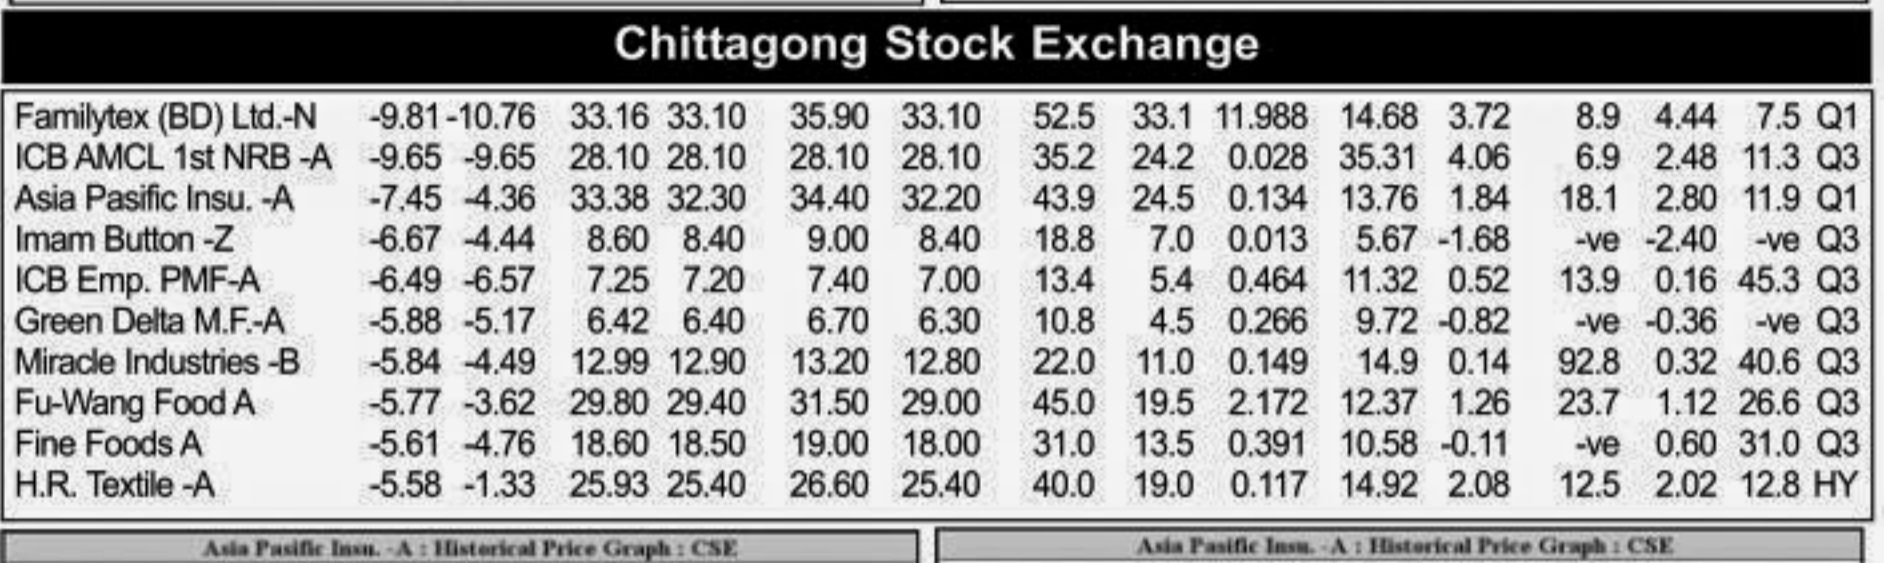 Chittagong Stock Exchange
Familytex (BD) Ltd.-N -9.81 -10.76 33.16 33.10 35.90 33.10 52.5 33.1 11.988 14.68 3.72 8.9 4.44 7.5 Q1
ICB AMCL 1st NRB -A -9.65 -9.65 28.10 28.10 28.10 28.10 35.2 24.2 0.028 35.31 4.06 6.9 2.48 11.3 Q3
Asia Pasific Insu. -A -7.45 -4.36 33.38 32.30 34.40 32.20 43.9 24.5 0.134 13.76 1.84 18.1 2.80 11.9 Q1
Imam Button -Z -6.67 -4.44 8.60 8.40 9.00 8.40 18.8 7.0 0.013 5.67 -1.68 -ve -2.40 -ve Q3
ICB Emp. PMF-A -6.49 -6.57 7.25 7.20 7.40 7.00 13.4 5.4 0.464 11.32 0.52 13.9 0.16 45.3 Q3
Green Delta M.F.-A -5.88 -5.17 6.42 6.40 6.70 6.30 10.8 4.5 0.266 9.72 -0.82 -ve -0.36 -ve Q3
Miracle Industries -B -5.84 -4.49 12.99 12.90 13.20 12.80 22.0 11.0 0.149 14.9 0.14 92.8 0.32 40.6 Q3
Fu-Wang Food A -5.77 -3.62 29.80 29.40 31.50 29.00 45.0 19.5 2.172 12.37 1.26 23.7 1.12 26.6 Q3
Fine Foods A -5.61 -4.76 18.60 18.50 19.00 18.00 31.0 13.5 0.391 10.58 -0.11 -ve 0.60 31.0 Q3
H.R. Textile -A -5.58 -1.33 25.93 25.40 26.60 25.40 40.0 19.0 0.117 14.92 2.08 12.5 2.02 12.8 HY
Asia Pasific Insu. -A : Historical Price Graph : CSE
Asia Pasific Insu. -A : Historical Price Graph : CSE